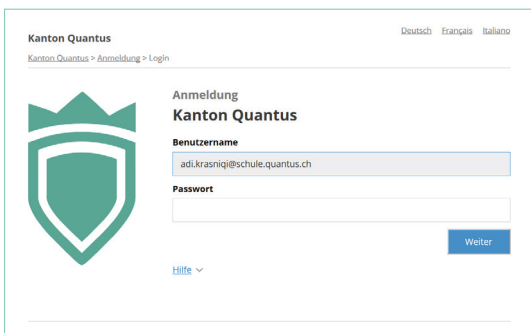 Kanton Quantus
Deutsch Français Italiano
Kanton Quantus > Anmeldung > Login
Anmeldung
Kanton Quantus
Benutzername
adi.krasniqi@schule.quantus.ch
Passwort
Weiter
Hilfe